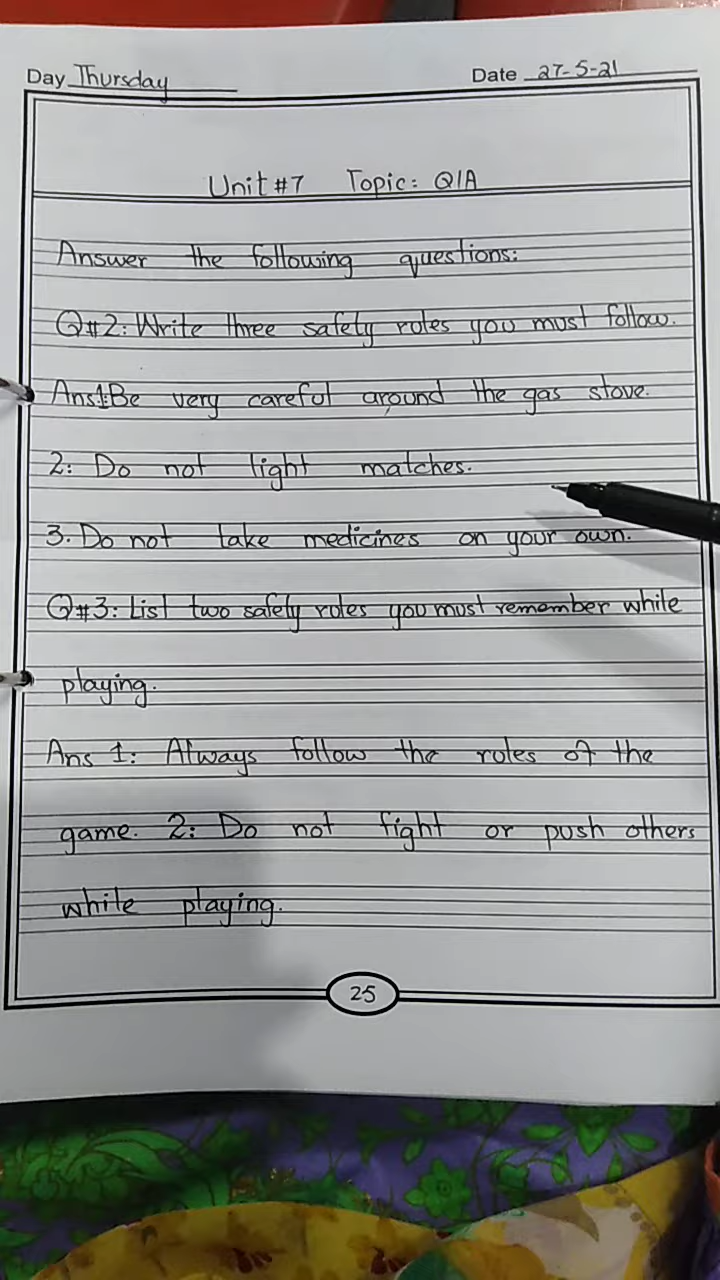 Day Thursday Date 27-5-21
Unit #7 Topic: Q/A
Answer the following questions:
Q#2: Write three safety rules you must follow.
Ans1:Be very careful around the gas stove.
2: Do not light matches.
3. Do not take medicines on your own.
Q#3: List two safety rules you must remember while
playing.
Ans 1: Always follow the rules of the
game. 2: Do not fight or push others
while playing.
25